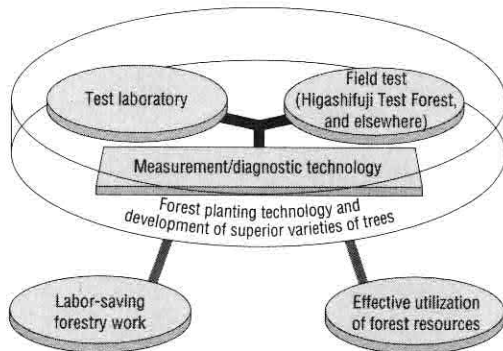 Test laboratory
Field test
(Higashifuji Test Forest,
and elsewhere)
Measurement/diagnostic technology
Forest planting technology and
development of superior varieties of trees
Labor-saving
forestry work
Effective utilization
of forest resources